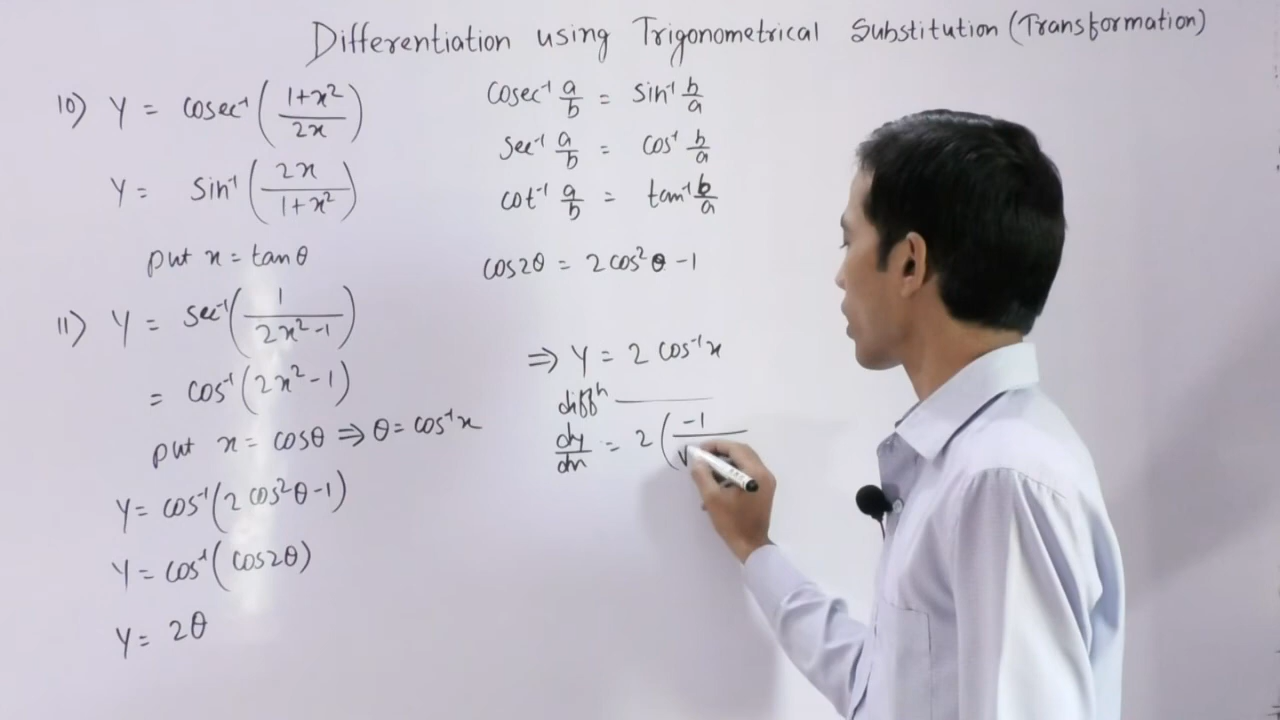 Differentiation using Trigonometrical Substitution (Transformation)
10) Y = cosec⁻¹ ( (1+x²) / (2x) )
Y = Sin⁻¹ ( (2x) / (1+x²) )
put x = tanθ
11) Y = sec⁻¹ ( 1 / (2x²-1) )
= cos⁻¹ (2x²-1)
put x = cosθ ⇒ θ = cos⁻¹x
Y = cos⁻¹ (2 cos²θ-1)
Y = cos⁻¹ (cos2θ)
Y = 2θ
Cosec⁻¹ a/b = sin⁻¹ b/a
sec⁻¹ a/b = cos⁻¹ b/a
cot⁻¹ a/b = tan⁻¹ b/a
cos2θ = 2cos²θ -1
⇒ Y = 2 cos⁻¹x
diffⁿ
dy/dx = 2 ( -1 / √